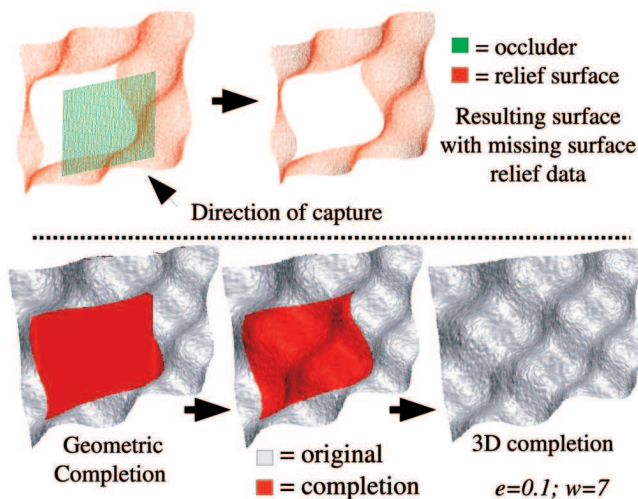 = occluder
= relief surface
Resulting surface
with missing surface
relief data
Direction of capture
Geometric
Completion
= original
= completion
3D completion
e=0.1; w=7